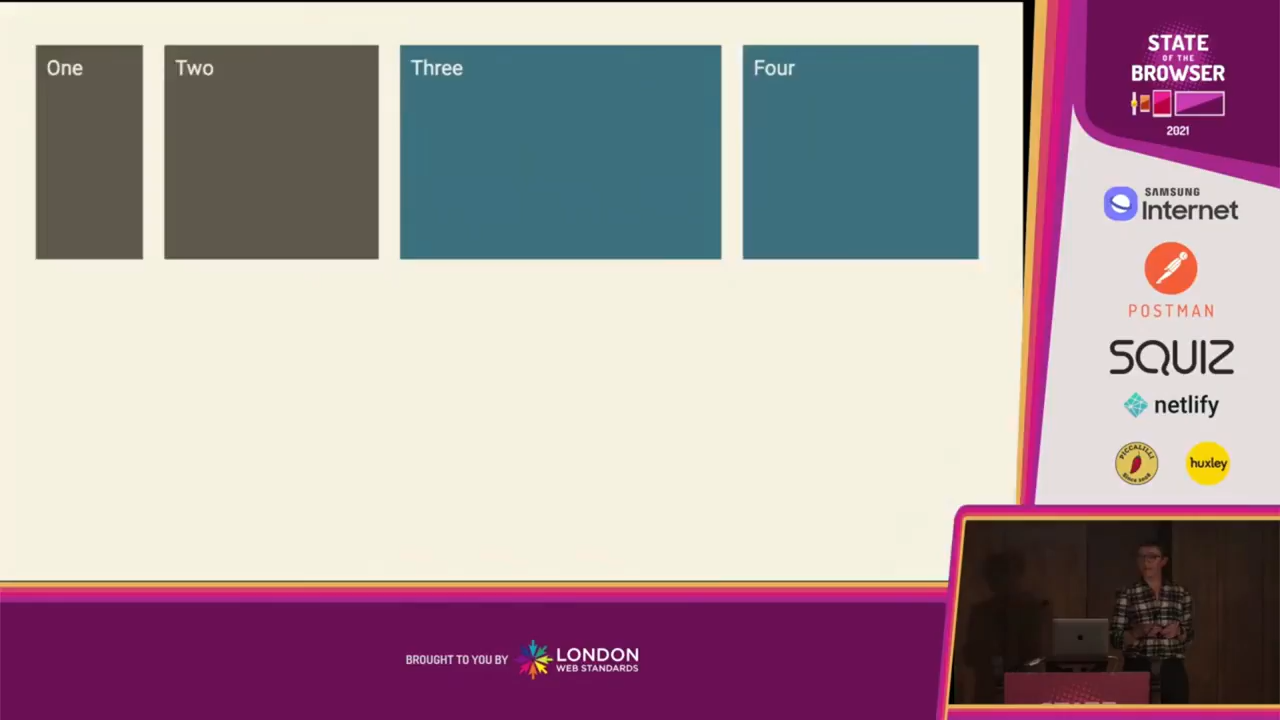 One
Two
Three
Four
STATE
OF THE
BROWSER
2021
SAMSUNG
Internet
POSTMAN
SQUIZ
netlify
PICCALILLI
huxley
BROUGHT TO YOU BY
LONDON
WEB STANDARDS